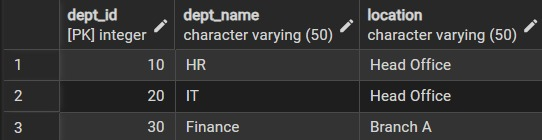 dept_id dept_name location
[PK] integer character varying (50) character varying (50)
1 10 HR Head Office
2 20 IT Head Office
3 30 Finance Branch A